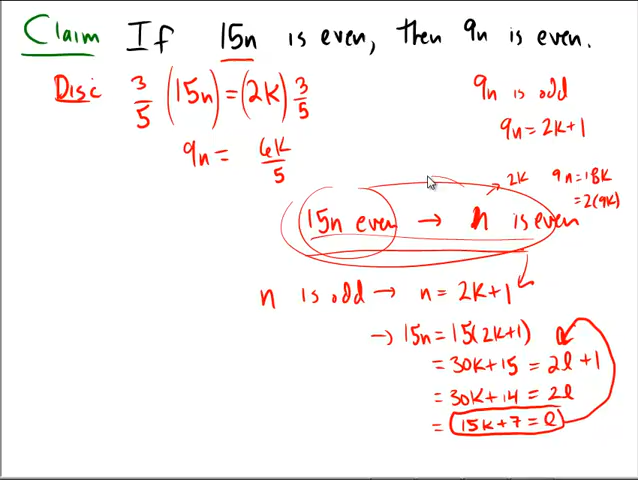 Claim If 15n is even, then 9n is even.
Disc: 3/5 (15n) = (2k) 3/5
9n = 6k/5
9n is odd
9n = 2k+1
2k 9n = 18k
= 2(9k)
15n even → n is even
n is odd → n = 2k+1
→ 15n = 15(2k+1)
= 30k + 15 = 2l + 1
= 30k + 14 = 2l
= 15k + 7 = l